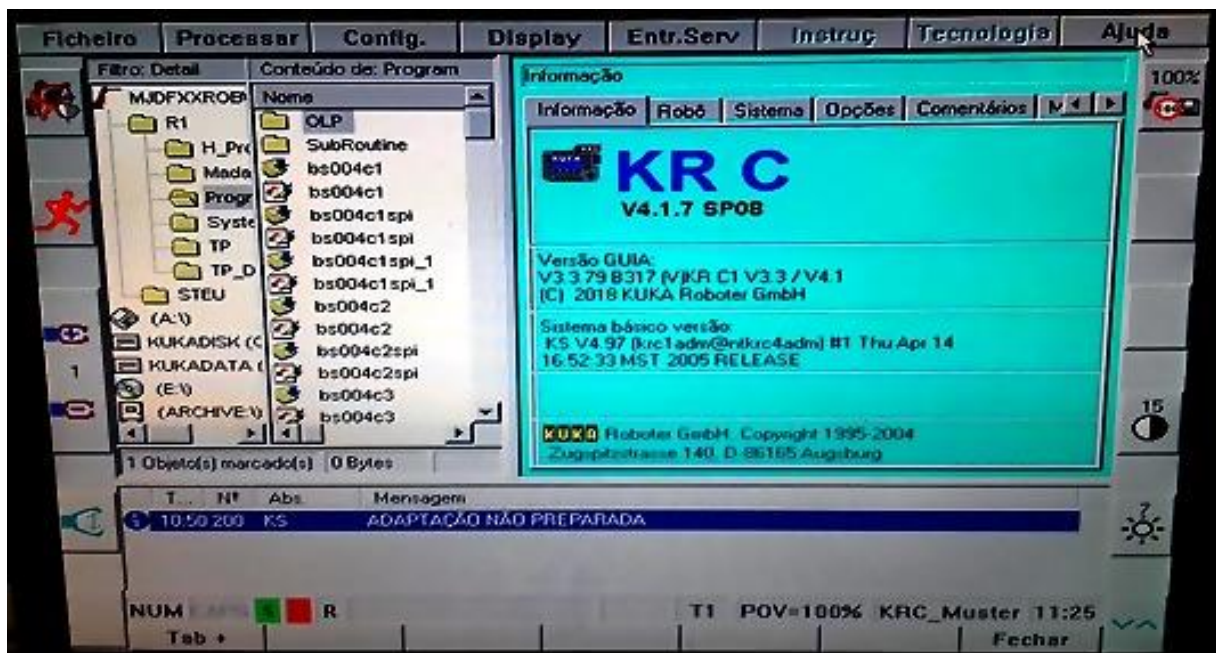 Ficheiro Processar Config. Display Entr.Serv Instruç Tecnologia Ajuda
Filtro: Detail Conteúdo de: Program
MJDFXXROB
R1
H_Pro
Mada
Progr
Syste
TP
TP_D
STEU
(A:\)
KUKADISK (C
KUKADATA (
(E:\)
(ARCHIVE:\)
Nome
OLP
SubRoutine
bs004c1
bs004c1
bs004c1spi
bs004c1spi
bs004c1spi_1
bs004c1spi_1
bs004c2
bs004c2
bs004c2spi
bs004c2spi
bs004c3
bs004c3
1 Objeto(s) marcado(s) 0 Bytes
Informação
Informação Robô Sistema Opções Comentários M
KUKA
KR C
V4.1.7 SP08
Versão GUIA:
V3.3.79 B317 (V)KR C1 V3.3 / V4.1
(C) 2018 KUKA Roboter GmbH
Sistema básico versão:
KS V4.97 (krc1adm@ntkrc4adm) #1 Thu Apr 14
16:52:33 MST 2005 RELEASE
KUKA Roboter GmbH. Copyright 1995-2004
Zugspitzstrasse 140, D-86165 Augsburg
100%
1
15
T... Nº Abs. Mensagem
10:50 200 KS ADAPTAÇÃO NÃO PREPARADA
NUM CAPS S R T1 POV=100% KRC_Muster 11:25
Tab + Fechar